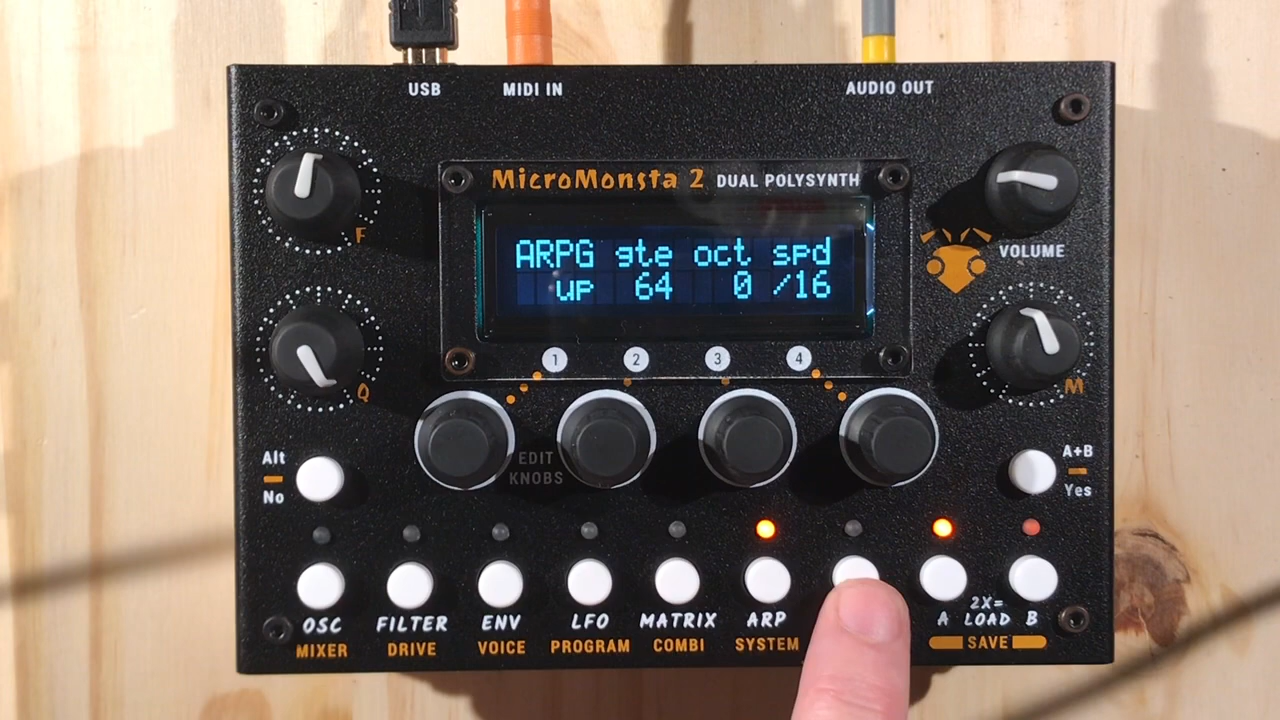 USB
MIDI IN
AUDIO OUT
MicroMonsta 2 DUAL POLYSYNTH
F
VOLUME
ARPG gte oct spd
up 64 0 /16
1 2 3 4
Q
M
EDIT
KNOBS
Alt
No
A+B
Yes
OSC FILTER ENV LFO MATRIX ARP A 2X= LOAD B
MIXER DRIVE VOICE PROGRAM COMBI SYSTEM SAVE